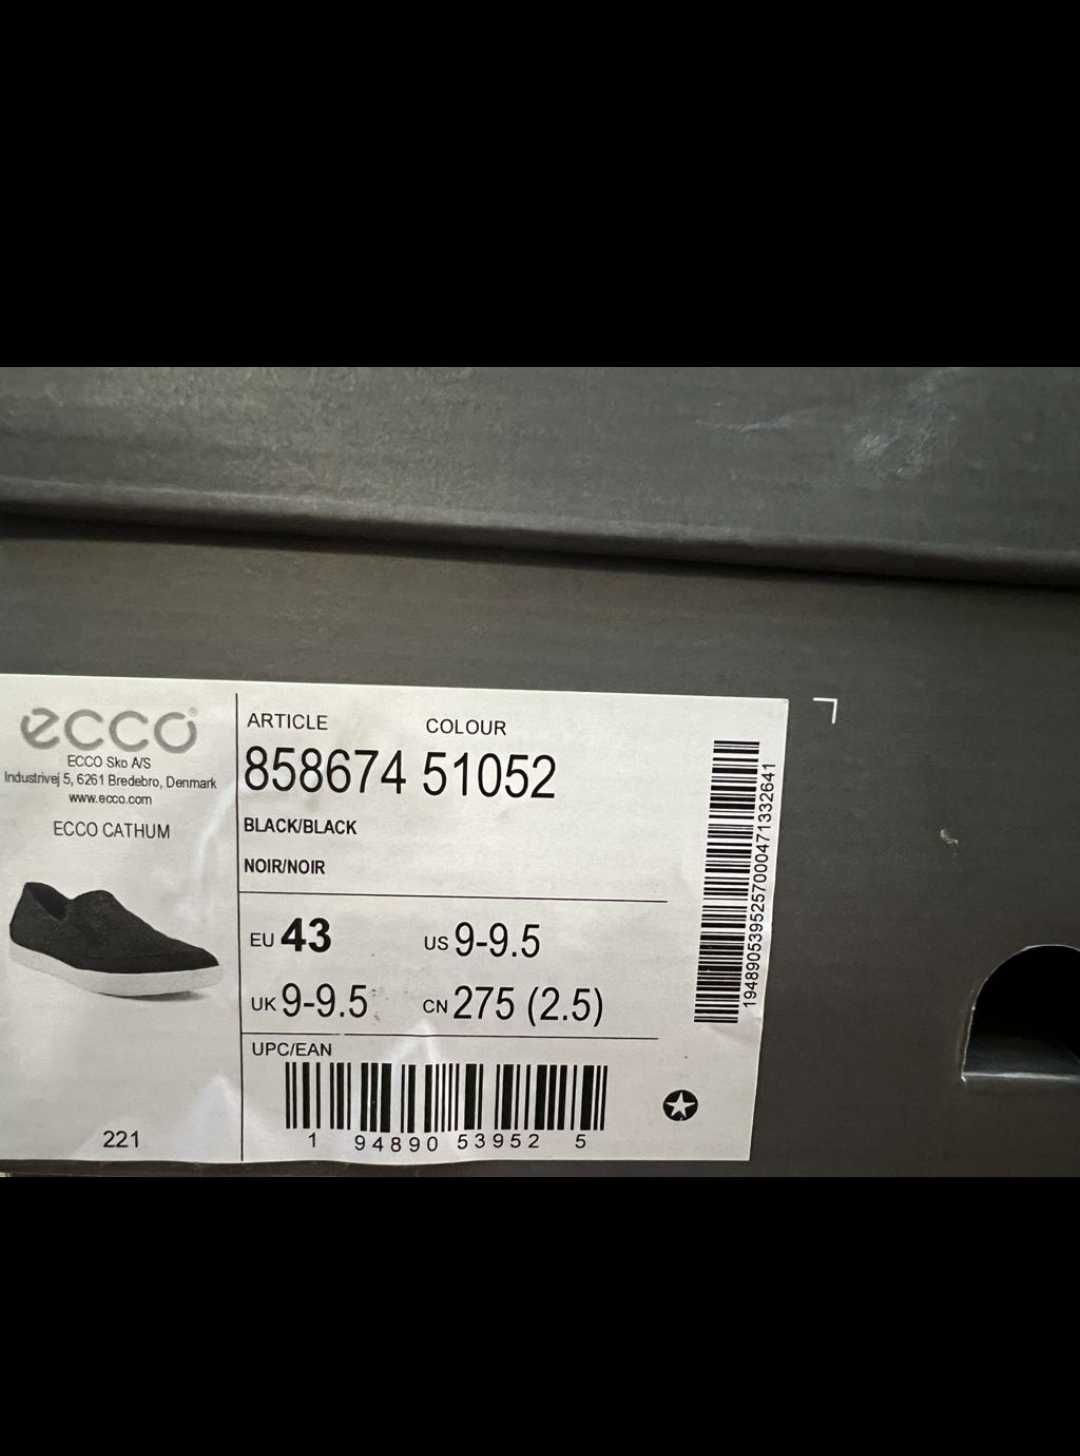 ecco®
ECCO Sko A/S
Industrivej 5, 6261 Bredebro, Denmark
www.ecco.com
ECCO CATHUM
221
ARTICLE COLOUR
858674 51052
BLACK/BLACK
NOIR/NOIR
EU 43 US 9-9.5
UK 9-9.5 CN 275 (2.5)
UPC/EAN
1 94890 53952 5
1948905395257000471332641